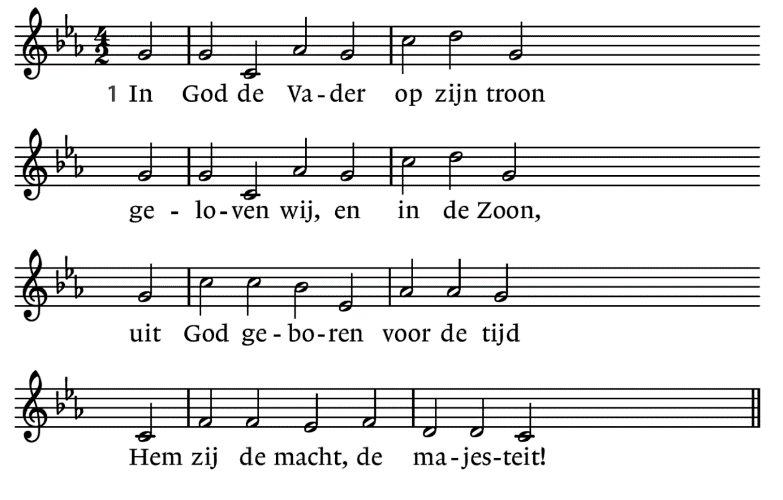 1 In God de Va - der op zijn troon
ge - lo - ven wij, en in de Zoon,
uit God ge - bo - ren voor de tijd
Hem zij de macht, de ma - jes - teit!